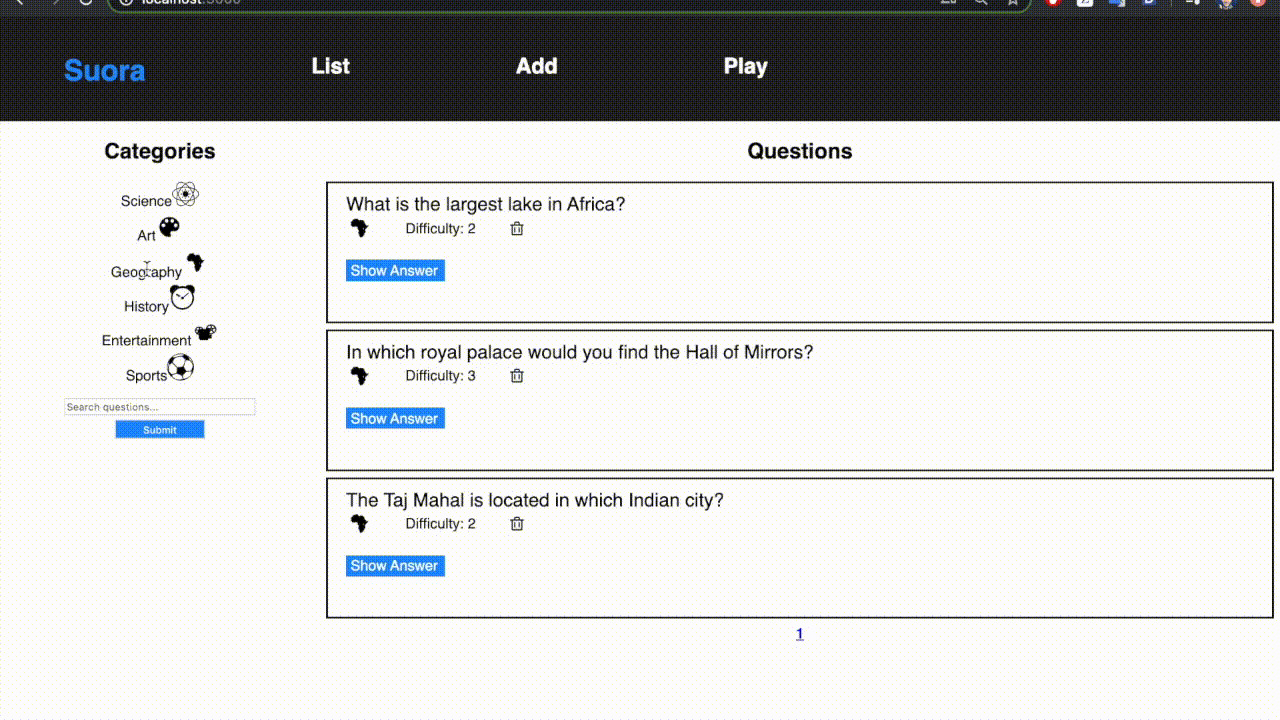 Suora
List
Add
Play
Categories
Science
Art
Geography
History
Entertainment
Sports
Search questions...
Submit
Questions
What is the largest lake in Africa?
Difficulty: 2
Show Answer
In which royal palace would you find the Hall of Mirrors?
Difficulty: 3
Show Answer
The Taj Mahal is located in which Indian city?
Difficulty: 2
Show Answer
1